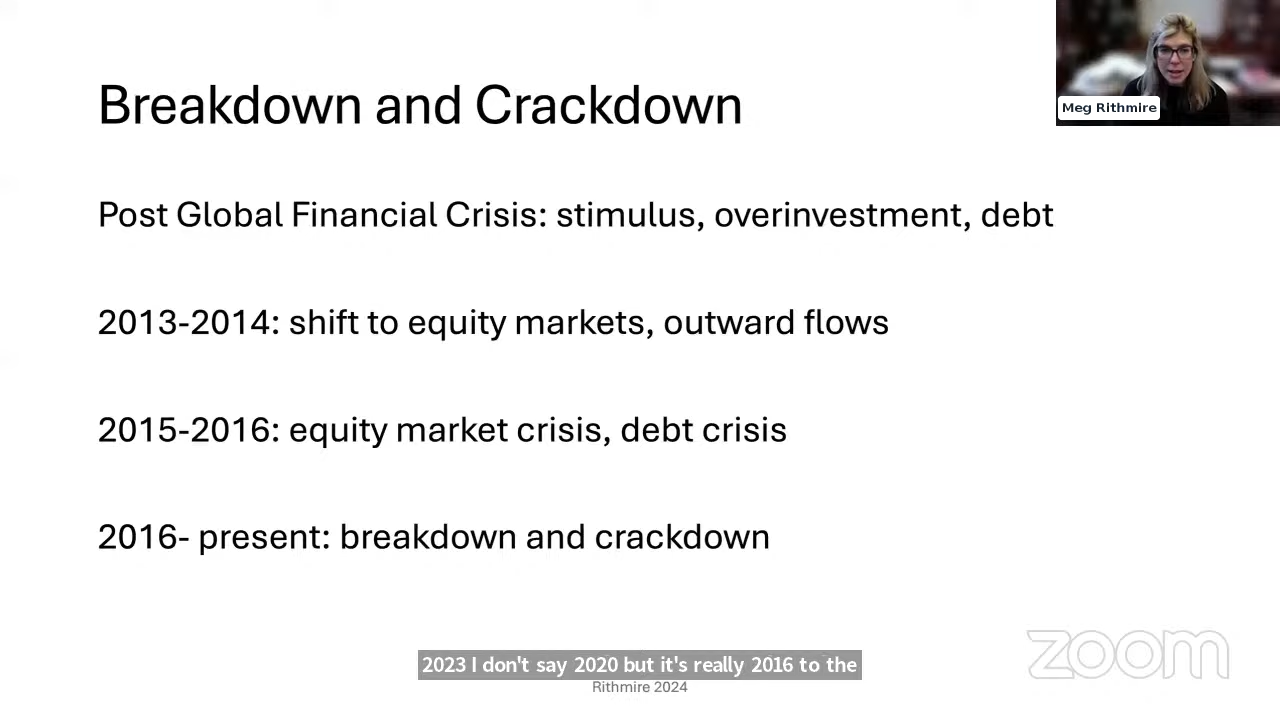 Breakdown and Crackdown
Meg Rithmire
Post Global Financial Crisis: stimulus, overinvestment, debt
2013-2014: shift to equity markets, outward flows
2015-2016: equity market crisis, debt crisis
2016- present: breakdown and crackdown
zoom
2023 I don't say 2020 but it's really 2016 to the
Rithmire 2024